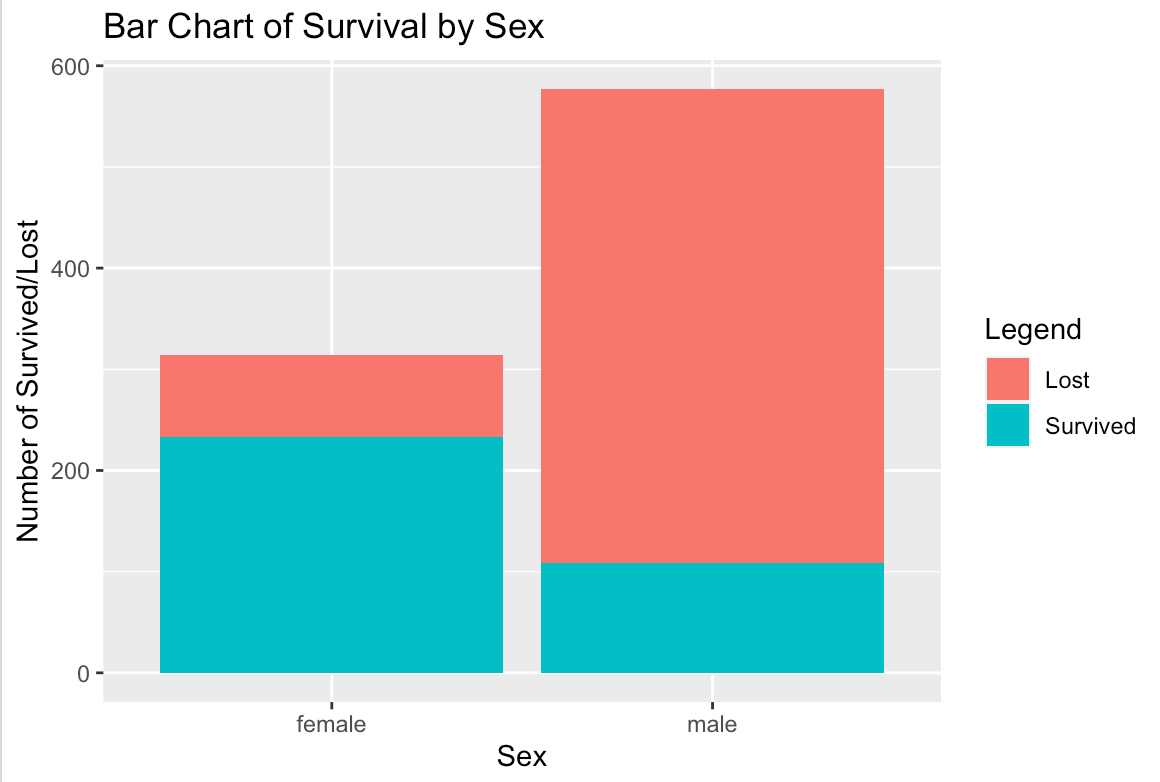 Bar Chart of Survival by Sex
Number of Survived/Lost
600
400
200
0
female
male
Sex
Legend
Lost
Survived